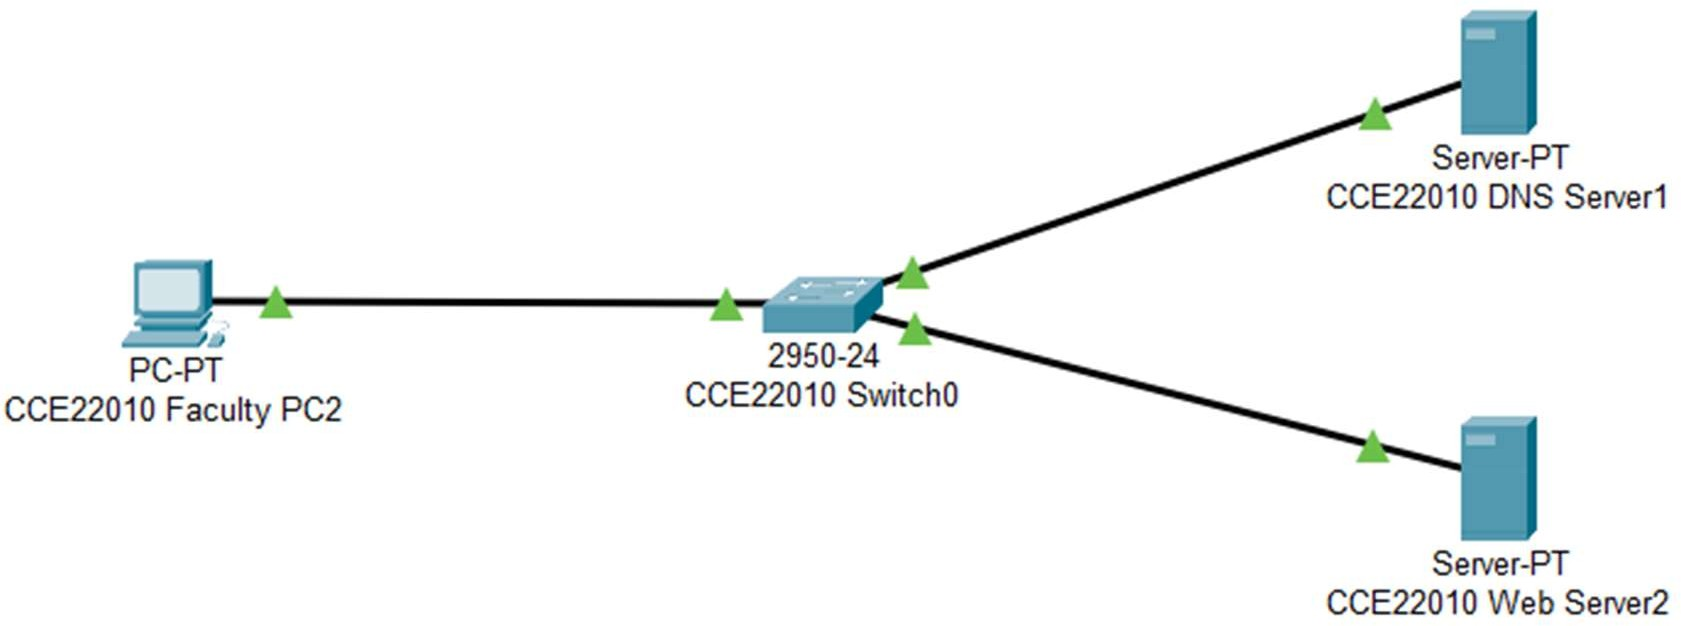 Server-PT
CCE22010 DNS Server1
PC-PT
CCE22010 Faculty PC2
2950-24
CCE22010 Switch0
Server-PT
CCE22010 Web Server2